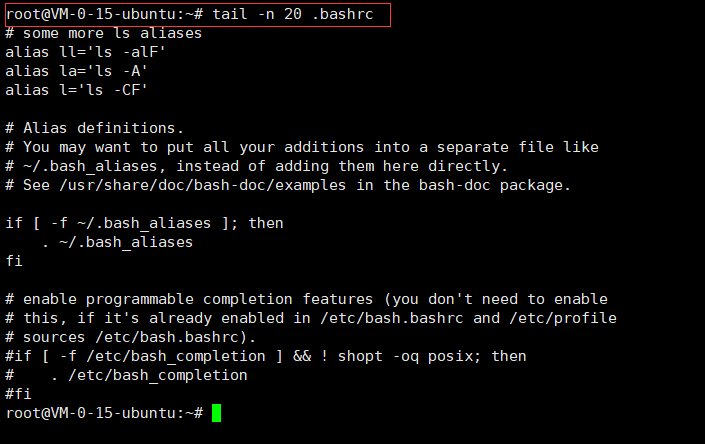 root@VM-0-15-ubuntu:~# tail -n 20 .bashrc
# some more ls aliases
alias ll='ls -alF'
alias la='ls -A'
alias l='ls -CF'

# Alias definitions.
# You may want to put all your additions into a separate file like
# ~/.bash_aliases, instead of adding them here directly.
# See /usr/share/doc/bash-doc/examples in the bash-doc package.

if [ -f ~/.bash_aliases ]; then
    . ~/.bash_aliases
fi

# enable programmable completion features (you don't need to enable
# this, if it's already enabled in /etc/bash.bashrc and /etc/profile
# sources /etc/bash.bashrc).
#if [ -f /etc/bash_completion ] && ! shopt -oq posix; then
#    . /etc/bash_completion
#fi
root@VM-0-15-ubuntu:~#